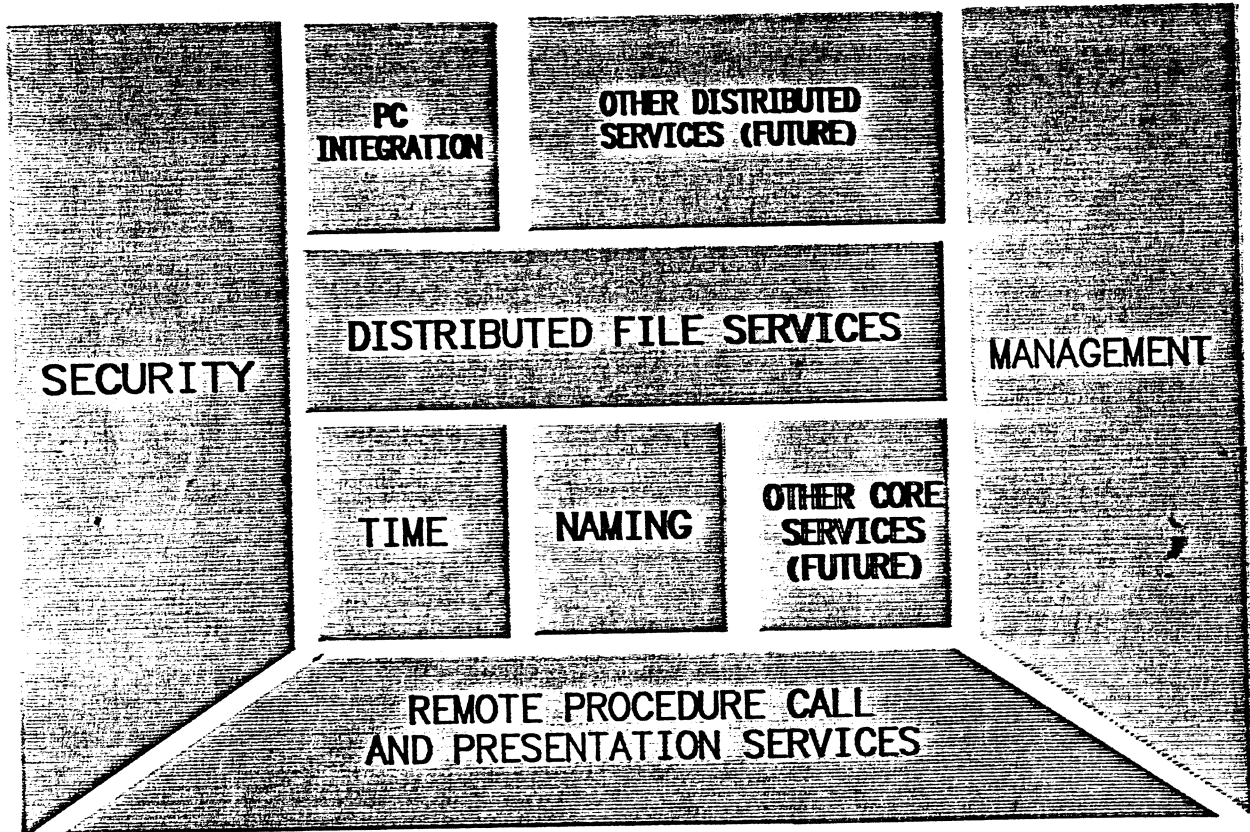 PC
INTEGRATION
OTHER DISTRIBUTED
SERVICES (FUTURE)
DISTRIBUTED FILE SERVICES
SECURITY
MANAGEMENT
TIME
NAMING
OTHER CORE
SERVICES
(FUTURE)
REMOTE PROCEDURE CALL
AND PRESENTATION SERVICES